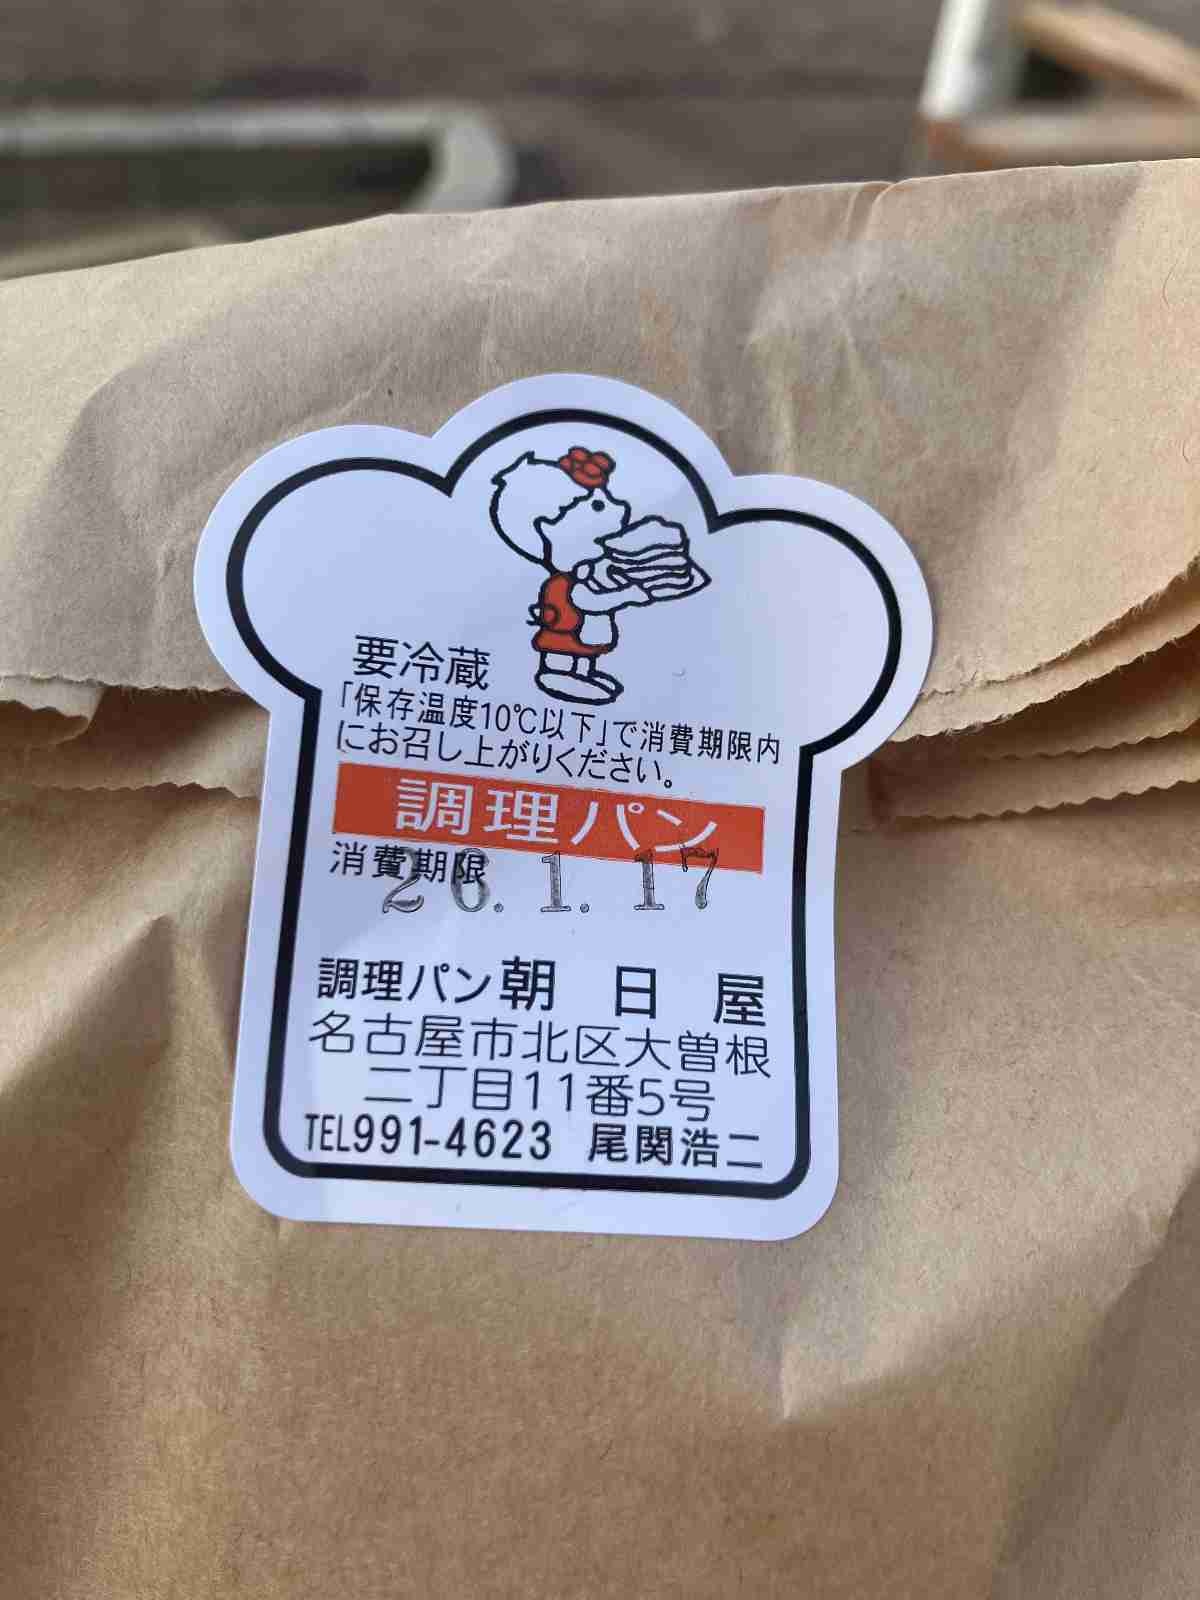 要冷蔵
「保存温度10℃以下」で消費期限内
にお召し上がりください。
調理パン
消費期限 26.1.17
調理パン 朝日屋
名古屋市北区大曽根
二丁目11番5号
TEL991-4623 尾関浩二